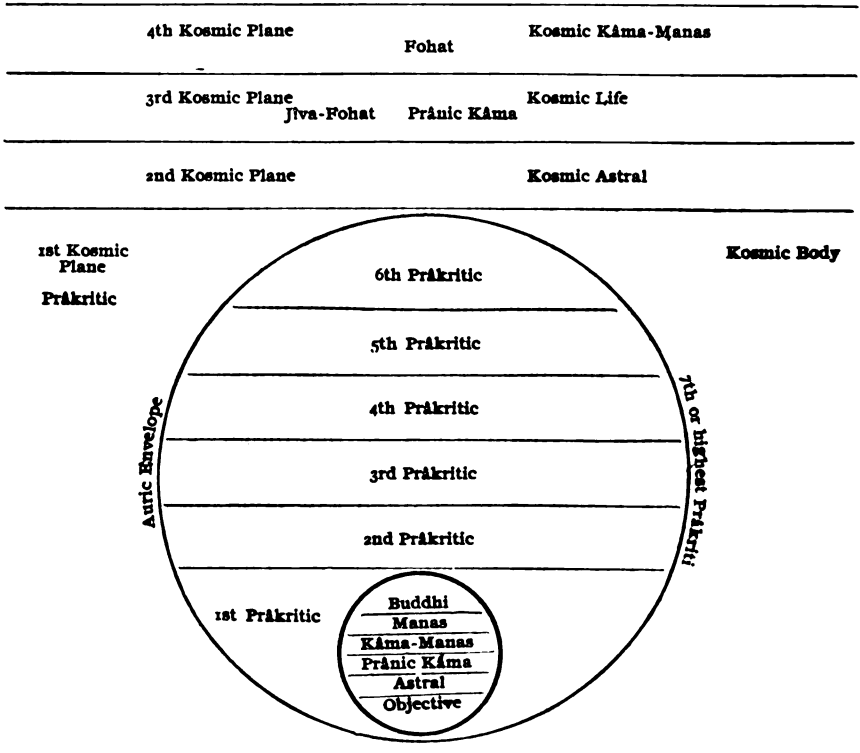 4th Kosmic Plane
Fohat
Kosmic Kâma-Manas
3rd Kosmic Plane
Jîva-Fohat
Prânic Kâma
Kosmic Life
2nd Kosmic Plane
Kosmic Astral
1st Kosmic
Plane
Prâkritic
Kosmic Body
6th Prâkritic
5th Prâkritic
4th Prâkritic
3rd Prâkritic
2nd Prâkritic
1st Prâkritic
Auric Envelope
7th or highest Prâkriti
Buddhi
Manas
Kâma-Manas
Prânic Kâma
Astral
Objective